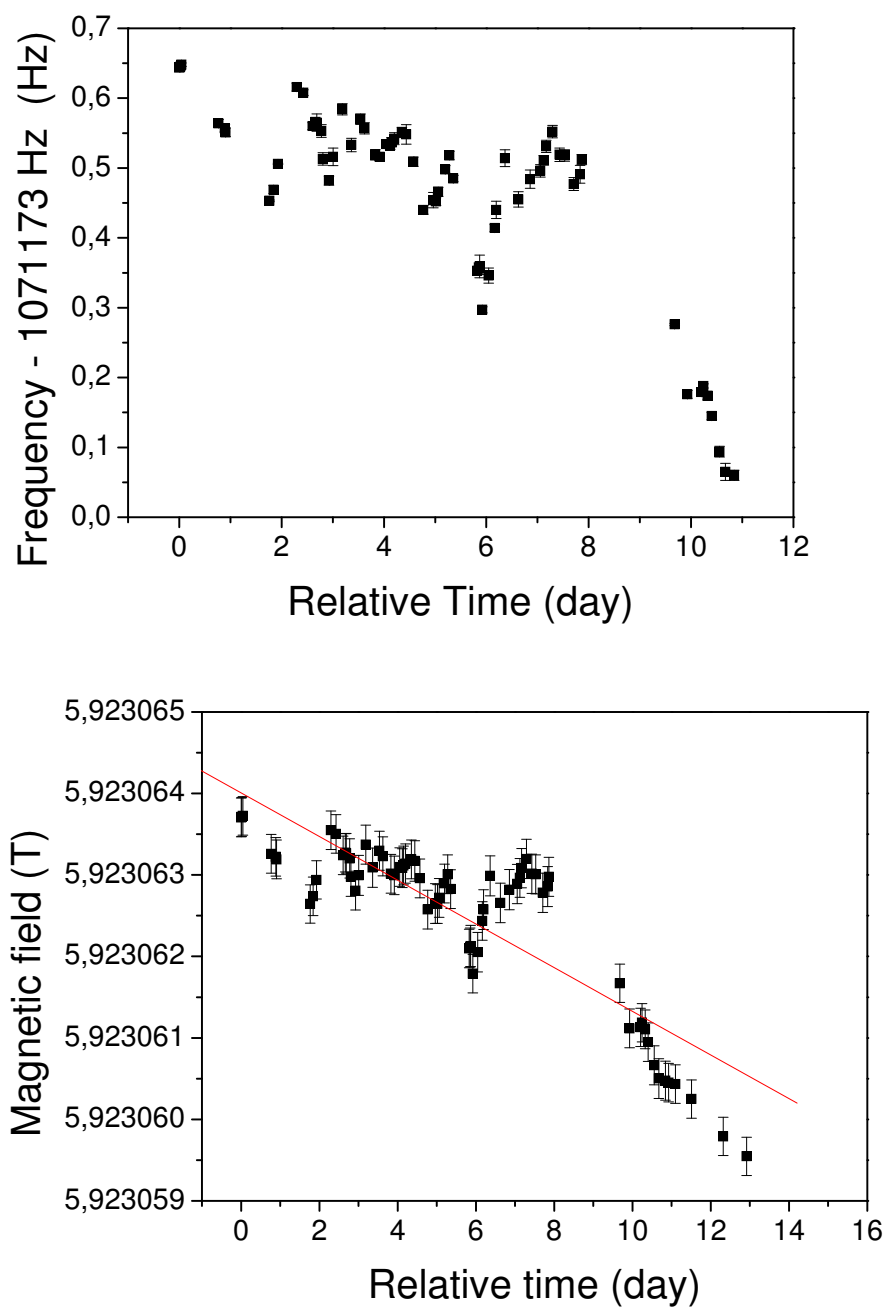 0,7
0,6
0,5
0,4
0,3
0,2
0,1
0,0
Frequency - 1071173 Hz (Hz)
0 2 4 6 8 10 12
Relative Time (day)
5,923065
5,923064
5,923063
5,923062
5,923061
5,923060
5,923059
Magnetic field (T)
0 2 4 6 8 10 12 14 16
Relative time (day)